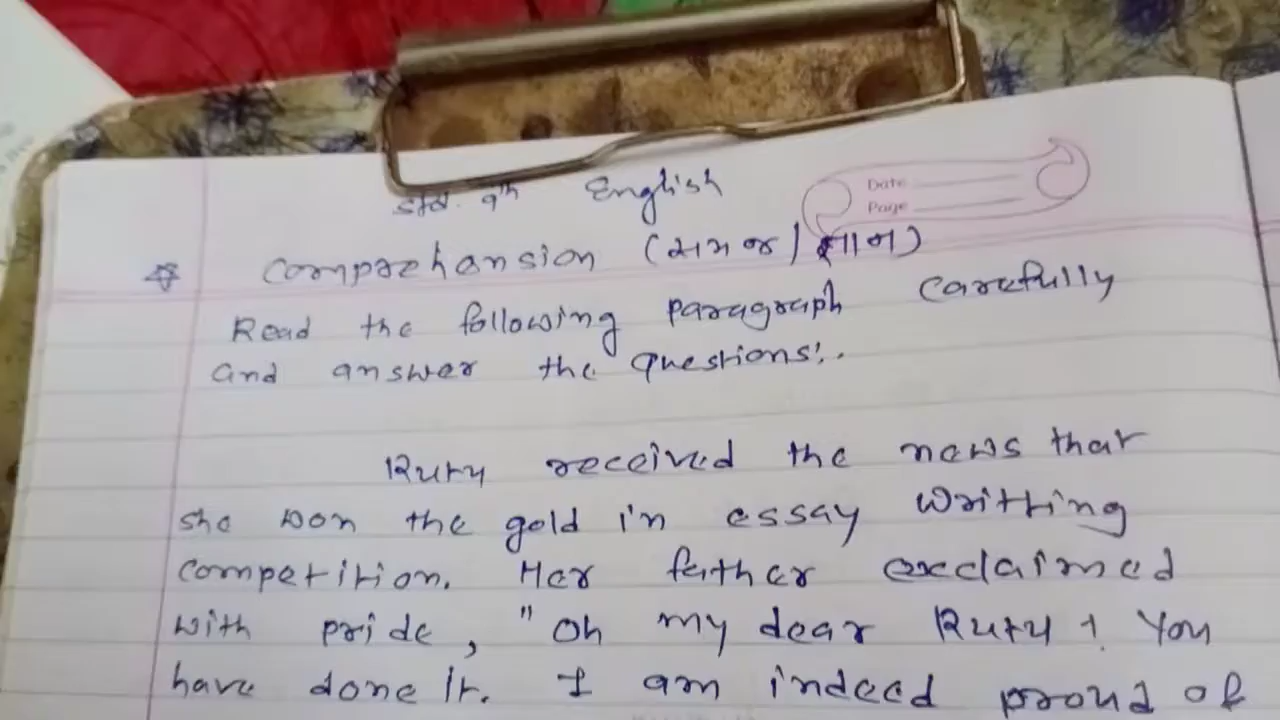 std. 9th English
Date
Page
Comprehansion (સમજ / જ્ઞાન)
Read the following paragraph carefully
and answer the questions:.
Rutu received the news that
she won the gold in essay writting
competition. Her father exclaimed
with pride, "Oh my dear Rutu! You
have done it. I am indeed proud of